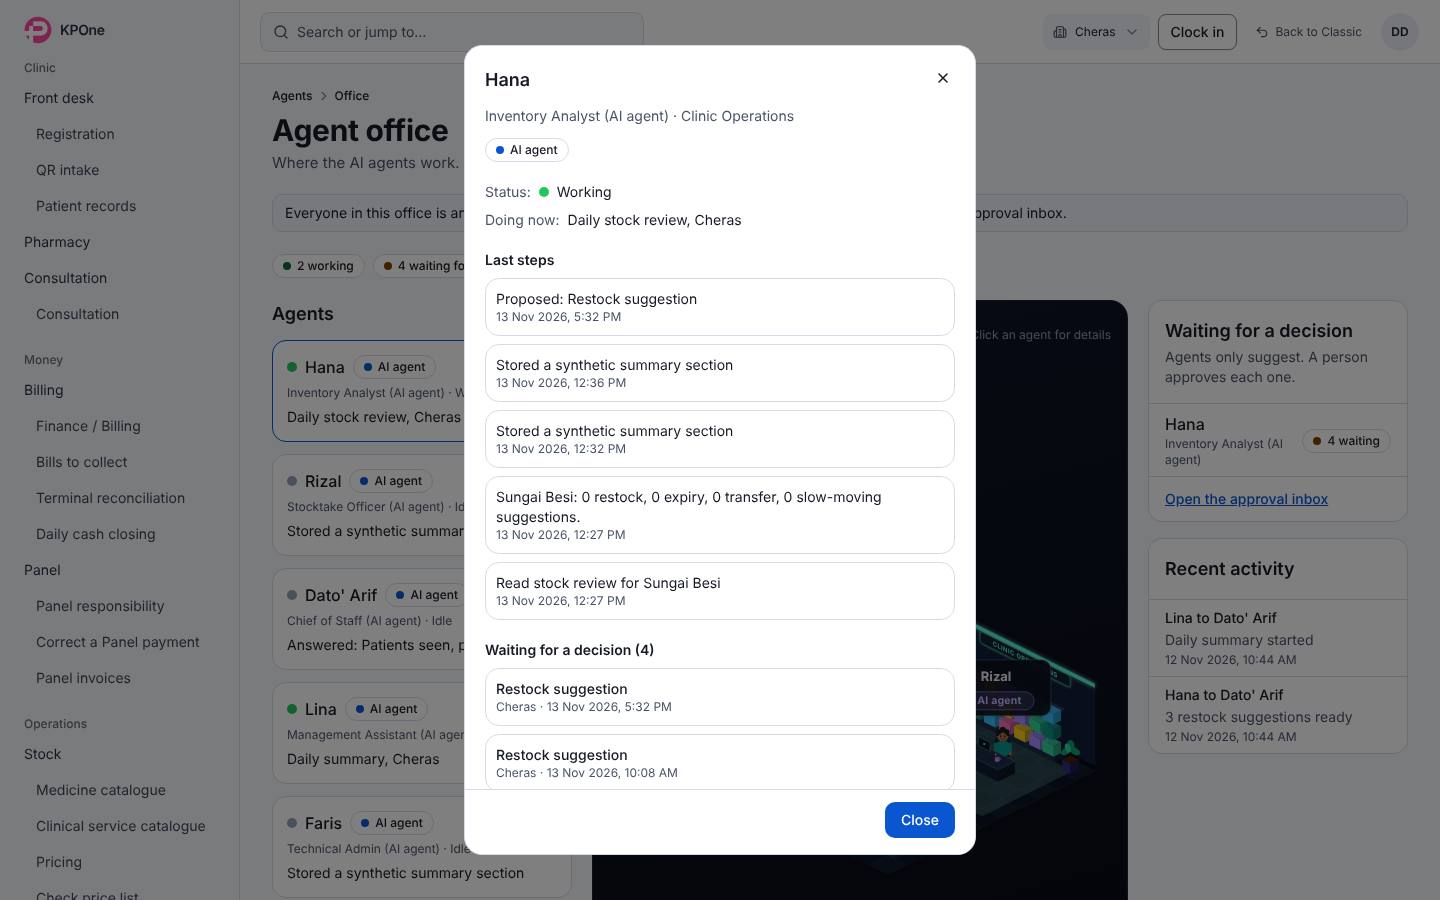 KPOne
Clinic
Front desk
Registration
QR intake
Patient records
Pharmacy
Consultation
Consultation
Money
Billing
Finance / Billing
Bills to collect
Terminal reconciliation
Daily cash closing
Panel
Panel responsibility
Correct a Panel payment
Panel invoices
Operations
Stock
Medicine catalogue
Clinical service catalogue
Pricing
Check price list
Search or jump to...
Cheras
Clock in
Back to Classic
DD
Agents > Office
Agent office
Where the AI agents work.
Everyone in this office is
approval inbox.
2 working
4 waiting
Agents
Hana AI agent
Inventory Analyst (AI agent) ·
Daily stock review, Cheras
Rizal AI agent
Stocktake Officer (AI agent) ·
Stored a synthetic
Dato' Arif AI agent
Chief of Staff (AI agent) · Idle
Answered: Patients seen,
Lina AI agent
Management Assistant (AI
Daily summary, Cheras
Faris AI agent
Technical Admin (AI agent) · Idle
Stored a synthetic summary section
Hana
Inventory Analyst (AI agent) · Clinic Operations
AI agent
Status: Working
Doing now: Daily stock review, Cheras
Last steps
Proposed: Restock suggestion
13 Nov 2026, 5:32 PM
Stored a synthetic summary section
13 Nov 2026, 12:36 PM
Stored a synthetic summary section
13 Nov 2026, 12:32 PM
Sungai Besi: 0 restock, 0 expiry, 0 transfer, 0 slow-moving
suggestions.
13 Nov 2026, 12:27 PM
Read stock review for Sungai Besi
13 Nov 2026, 12:27 PM
Waiting for a decision (4)
Restock suggestion
Cheras · 13 Nov 2026, 5:32 PM
Restock suggestion
Cheras · 13 Nov 2026, 10:08 AM
Close
Click an agent for details
Rizal
AI agent
Waiting for a decision
Agents only suggest. A person
approves each one.
Hana
Inventory Analyst (AI
agent)
4 waiting
Open the approval inbox
Recent activity
Lina to Dato' Arif
Daily summary started
12 Nov 2026, 10:44 AM
Hana to Dato' Arif
3 restock suggestions ready
12 Nov 2026, 10:44 AM